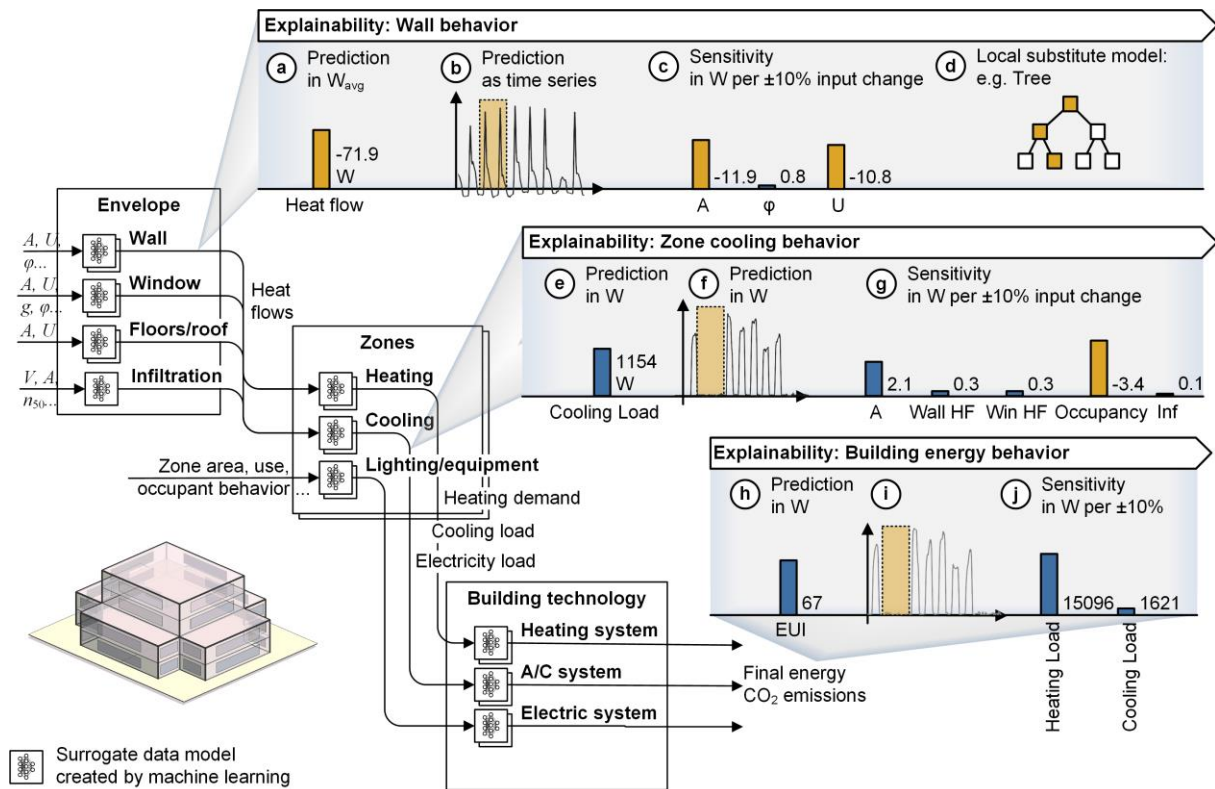 Explainability: Wall behavior
a Prediction
in Wavg
b Prediction
as time series
c Sensitivity
in W per ±10% input change
d Local substitute model:
e.g. Tree
-71.9
W
Heat flow
-11.9
0.8
-10.8
A
φ
U
Envelope
Wall
A, U,
φ...
Window
A, U,
g, φ...
Floors/roof
A, U
Infiltration
V, A,
n50...
Heat
flows
Explainability: Zone cooling behavior
e Prediction
in W
f Prediction
in W
g Sensitivity
in W per ±10% input change
1154
W
Cooling Load
2.1
0.3
0.3
-3.4
0.1
A
Wall HF
Win HF
Occupancy
Inf
Zones
Heating
Cooling
Lighting/equipment
Zone area, use,
occupant behavior ...
Heating demand
Cooling load
Electricity load
Explainability: Building energy behavior
h Prediction
in W
i
j Sensitivity
in W per ±10%
67
EUI
15096
1621
Heating Load
Cooling Load
Building technology
Heating system
A/C system
Electric system
Final energy
CO2 emissions
Surrogate data model
created by machine learning